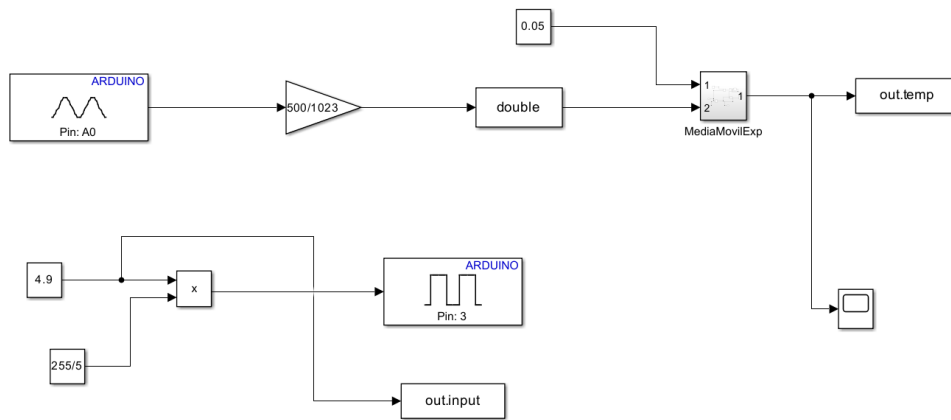 0.05
ARDUINO
Pin: A0
500/1023
double
1
2
1
MediaMovilExp
out.temp
4.9
x
255/5
ARDUINO
Pin: 3
out.input